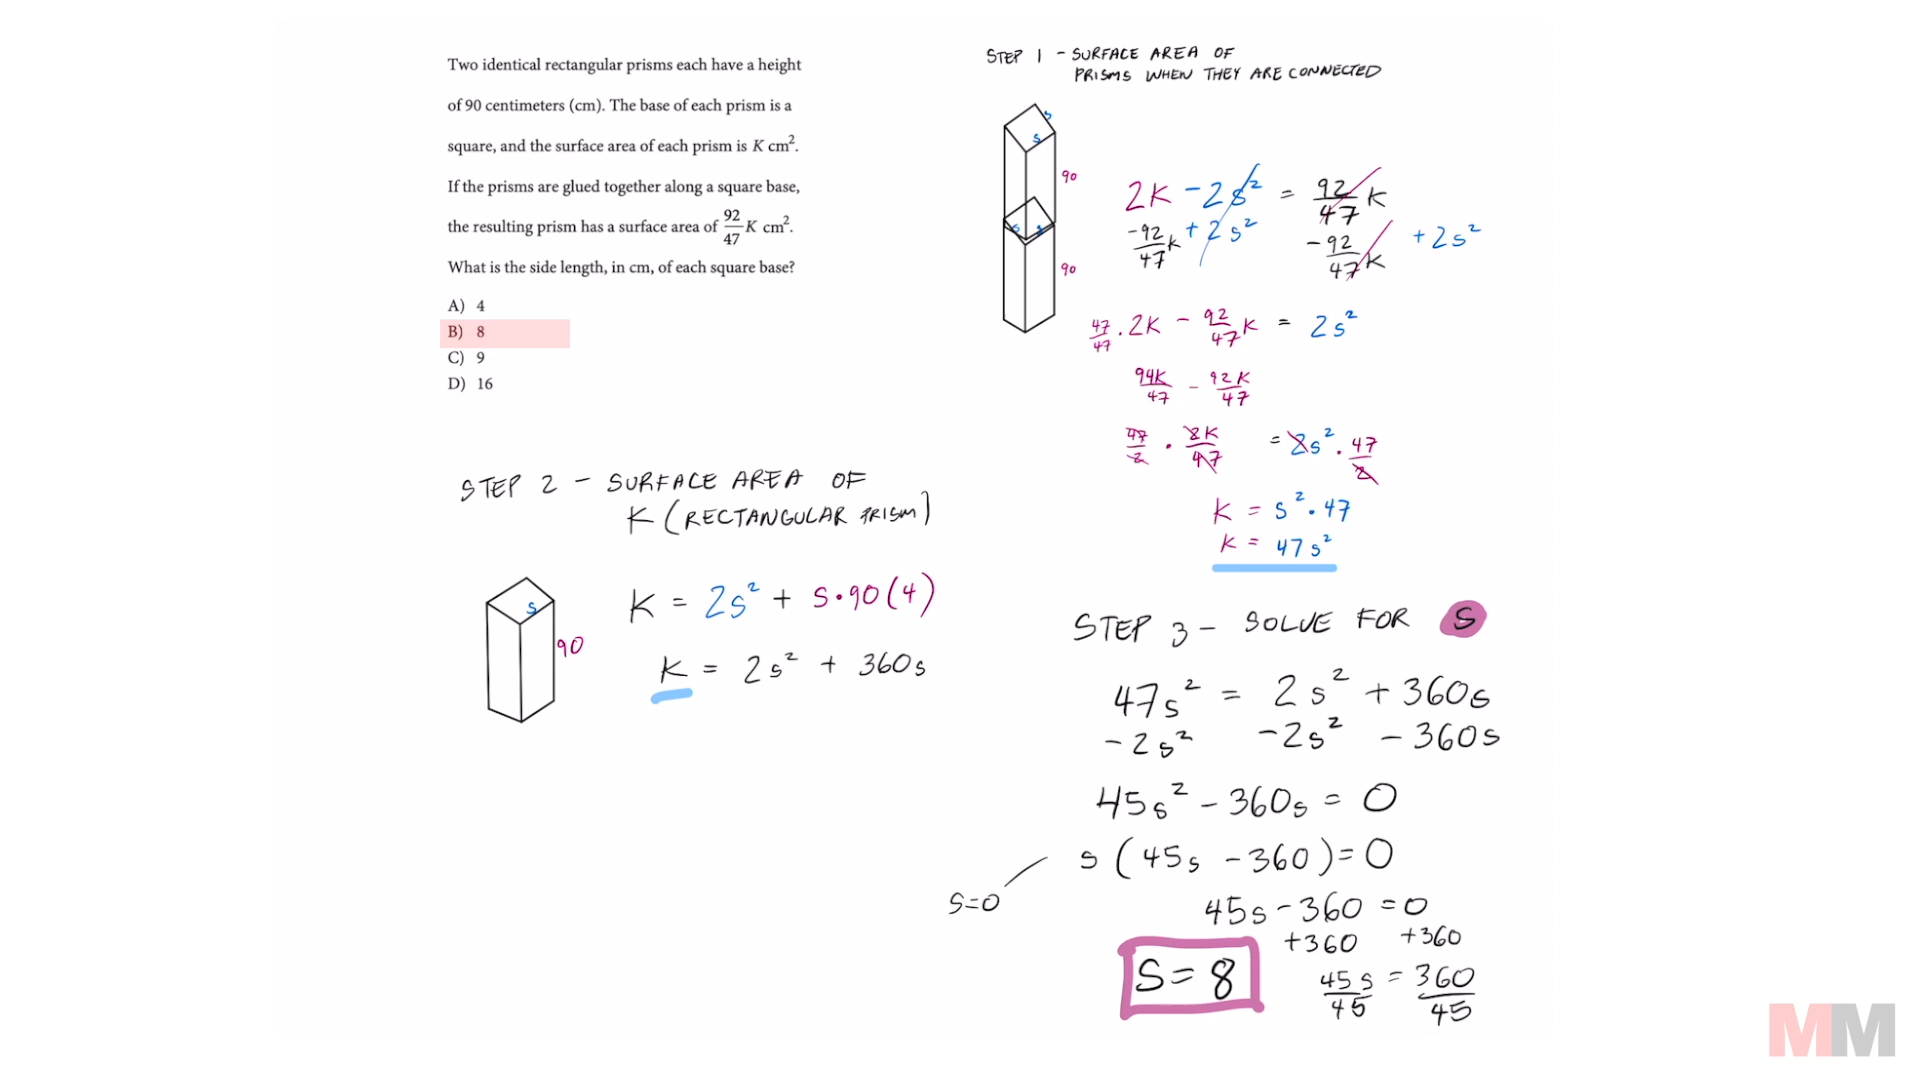 Two identical rectangular prisms each have a height
of 90 centimeters (cm). The base of each prism is a
square, and the surface area of each prism is K cm².
If the prisms are glued together along a square base,
the resulting prism has a surface area of 92/47 K cm².
What is the side length, in cm, of each square base?
A) 4
B) 8
C) 9
D) 16
STEP 1 - SURFACE AREA OF
PRISMS WHEN THEY ARE CONNECTED
s
s
90
s s
90
2K - 2s² = 92/47 K
-92/47 K + 2s² -92/47 K + 2s²
47/47 . 2K - 92/47 K = 2s²
94K/47 - 92K/47
47/2 . 2K/47 = 2s² . 47/2
K = s² . 47
K = 47s²
STEP 2 - SURFACE AREA OF
K (RECTANGULAR PRISM)
s
90
K = 2s² + s·90(4)
K = 2s² + 360s
STEP 3 - SOLVE FOR S
47s² = 2s² + 360s
-2s² -2s² - 360s
45s² - 360s = 0
s(45s - 360) = 0
s=0
45s - 360 = 0
+360 +360
45s/45 = 360/45
S = 8
MM